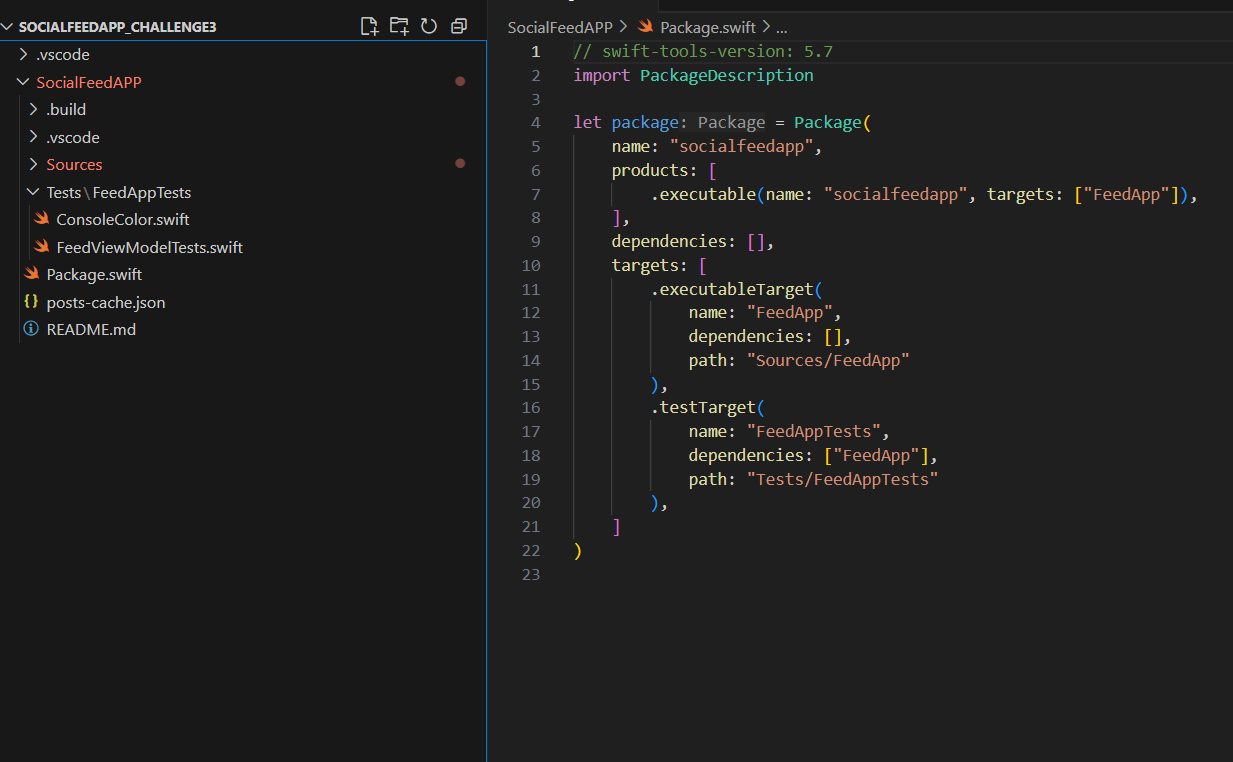 SOCIALFEEDAPP_CHALLENGE3
.vscode
SocialFeedAPP
.build
.vscode
Sources
Tests\FeedAppTests
ConsoleColor.swift
FeedViewModelTests.swift
Package.swift
{} posts-cache.json
README.md
SocialFeedAPP > Package.swift > ...
1 // swift-tools-version: 5.7
2 import PackageDescription
3
4 let package: Package = Package(
5     name: "socialfeedapp",
6     products: [
7         .executable(name: "socialfeedapp", targets: ["FeedApp"]),
8     ],
9     dependencies: [],
10     targets: [
11         .executableTarget(
12             name: "FeedApp",
13             dependencies: [],
14             path: "Sources/FeedApp"
15         ),
16         .testTarget(
17             name: "FeedAppTests",
18             dependencies: ["FeedApp"],
19             path: "Tests/FeedAppTests"
20         ),
21     ]
22 )
23